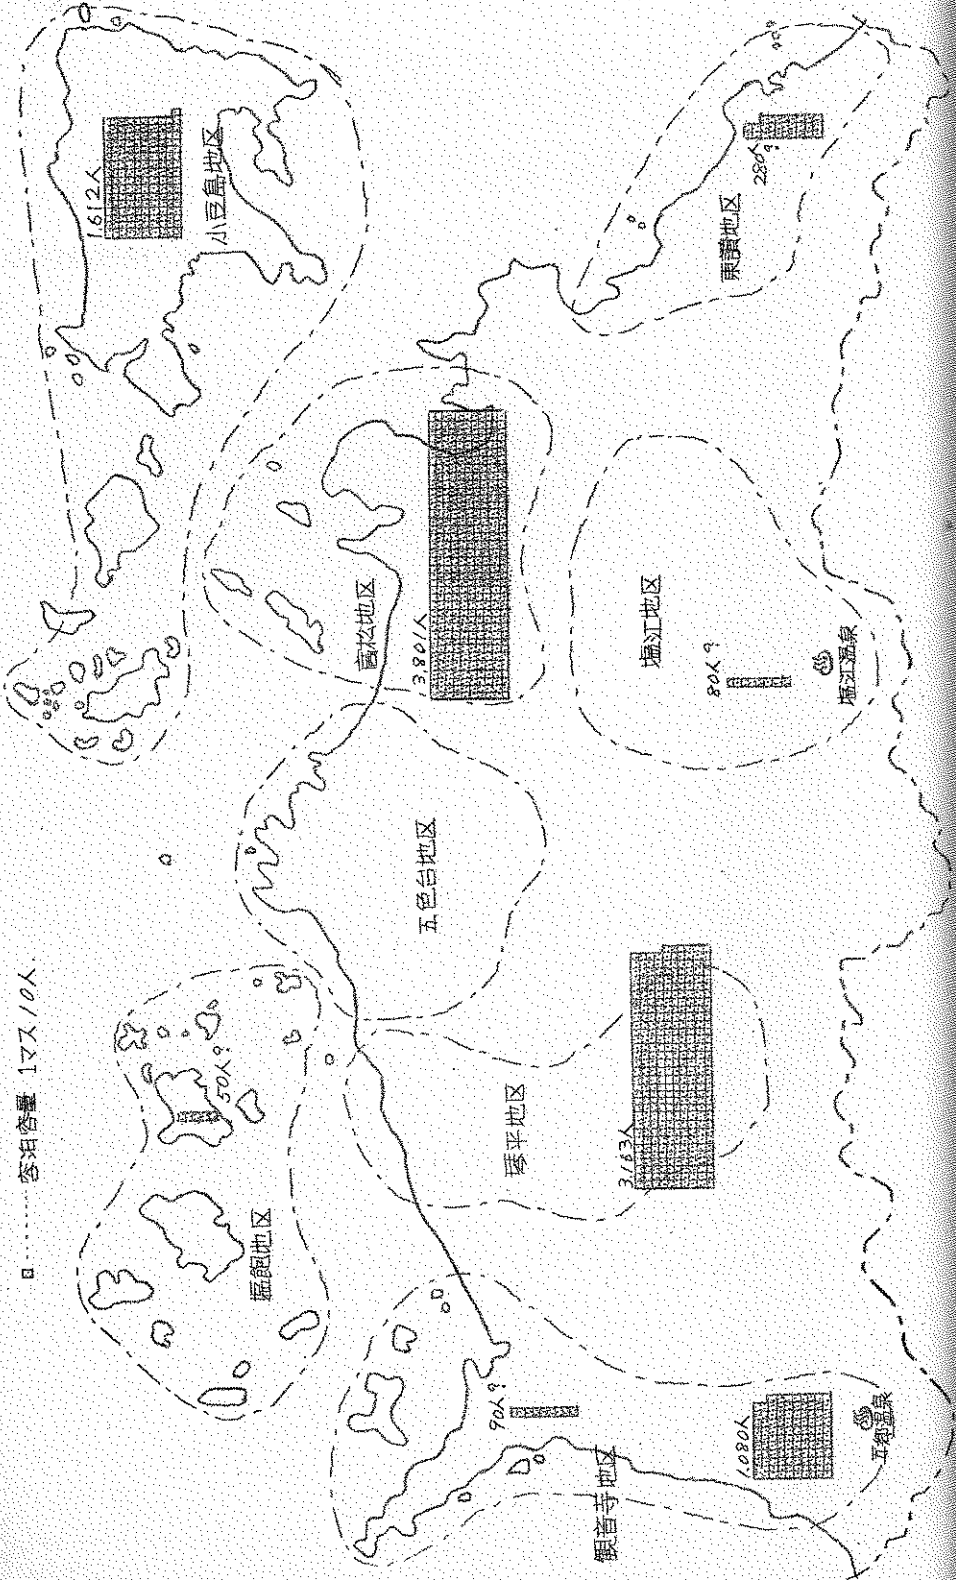 容泊容量 1マス10人.
塩飽地区
50人?
観音寺地区
90人?
1.080人
五郷温泉
琴平地区
3163人
五色台地区
高松地区
13.801人
塩江地区
80人?
塩江温泉
小豆島地区
1.612人
東讃地区
280人?